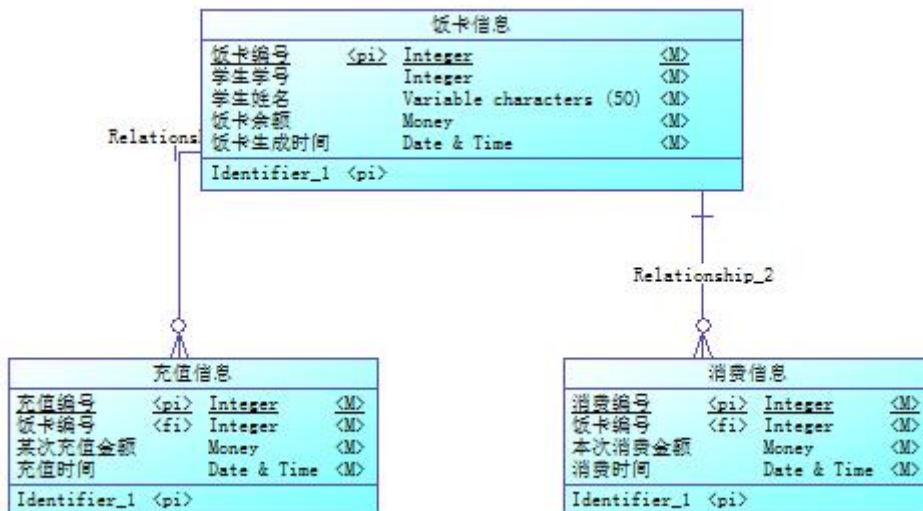 饭卡信息
饭卡编号 <pi> Integer <M>
学生学号 Integer <M>
学生姓名 Variable characters (50) <M>
饭卡余额 Money <M>
饭卡生成时间 Date & Time <M>
Identifier_1 <pi>
Relations
Relationship_2
充值信息
充值编号 <pi> Integer <M>
饭卡编号 <fi> Integer <M>
某次充值金额 Money <M>
充值时间 Date & Time <M>
Identifier_1 <pi>
消费信息
消费编号 <pi> Integer <M>
饭卡编号 <fi> Integer <M>
本次消费金额 Money <M>
消费时间 Date & Time <M>
Identifier_1 <pi>